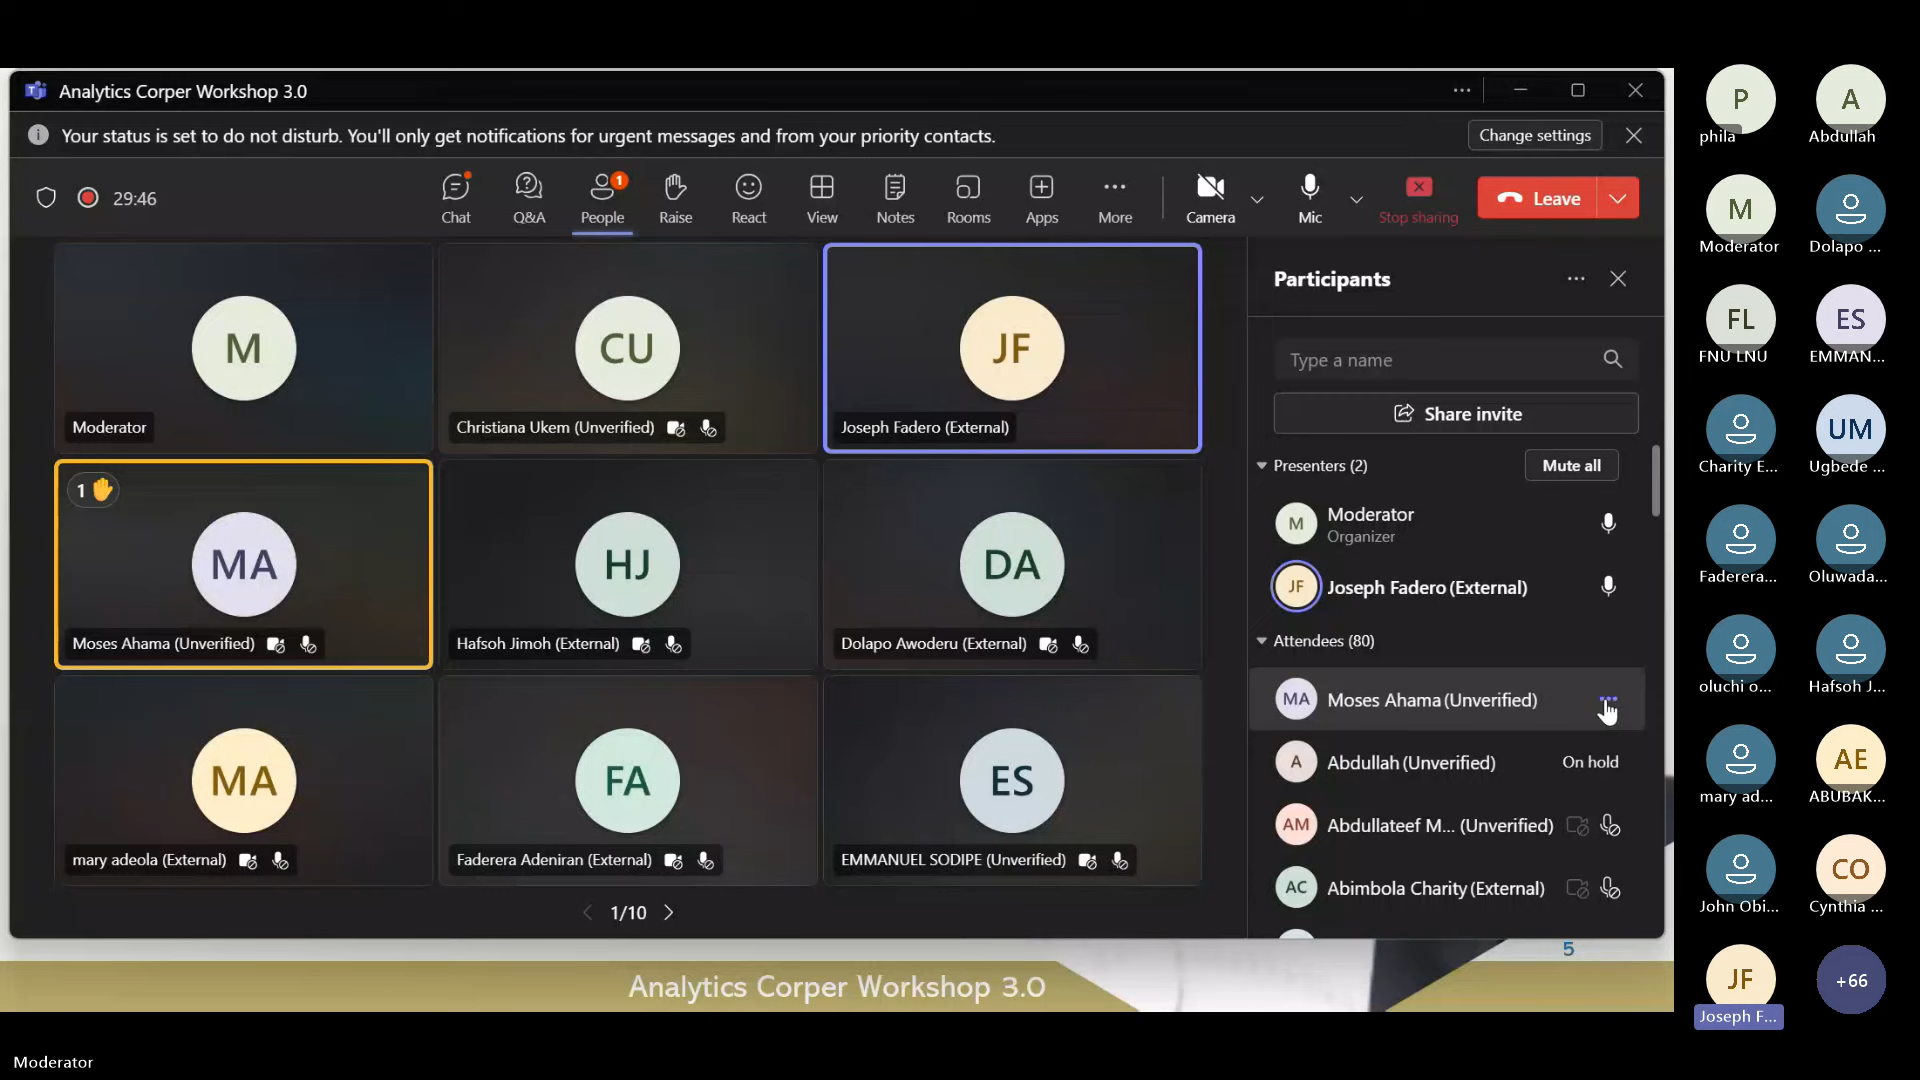 Analytics Corper Workshop 3.0
Your status is set to do not disturb. You'll only get notifications for urgent messages and from your priority contacts.
Change settings
29:46
Chat
Q&A
1
People
Raise
React
View
Notes
Rooms
Apps
More
Camera
Mic
Stop sharing
Leave
M
Moderator
CU
Christiana Ukem (Unverified)
JF
Joseph Fadero (External)
1
MA
Moses Ahama (Unverified)
HJ
Hafsoh Jimoh (External)
DA
Dolapo Awoderu (External)
MA
mary adeola (External)
FA
Faderera Adeniran (External)
ES
EMMANUEL SODIPE (Unverified)
1/10
Participants
Type a name
Share invite
Presenters (2)
Mute all
M
Moderator
Organizer
JF
Joseph Fadero (External)
Attendees (80)
MA
Moses Ahama (Unverified)
A
Abdullah (Unverified)
On hold
AM
Abdullateef M... (Unverified)
AC
Abimbola Charity (External)
5
Analytics Corper Workshop 3.0
P
phila
A
Abdullah
M
Moderator
Dolapo ...
FL
FNU LNU
ES
EMMAN...
Charity E...
UM
Ugbede ...
Faderera...
Oluwada...
oluchi o...
Hafsoh J...
mary ad...
AE
ABUBAK...
John Obi...
CO
Cynthia ...
JF
Joseph F...
+66
Moderator